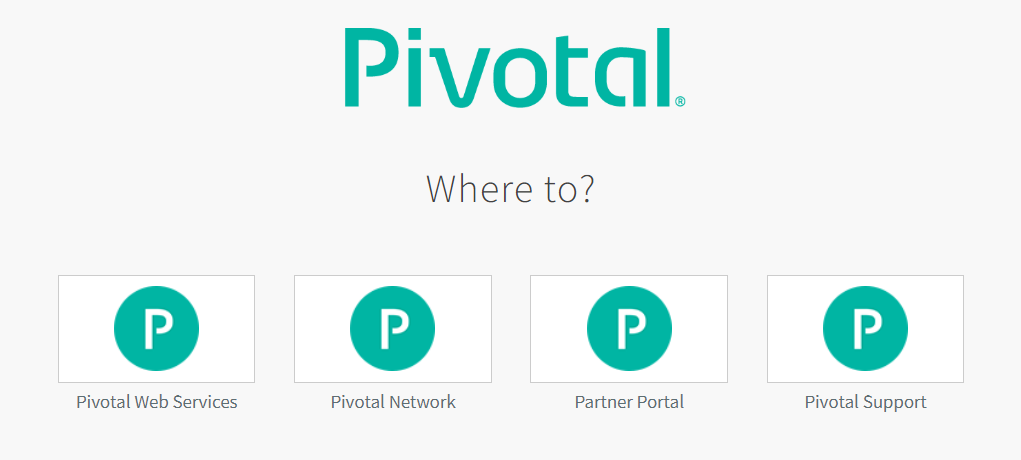 Pivotal®
Where to?
P P P P
Pivotal Web Services Pivotal Network Partner Portal Pivotal Support